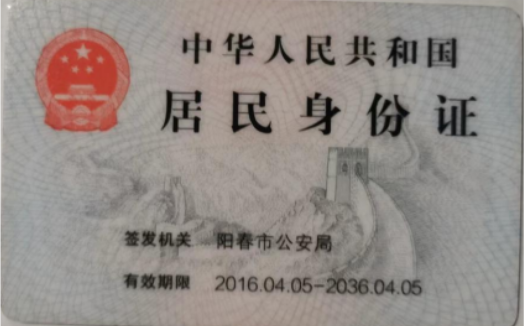 中华人民共和国
居民身份证
签发机关 阳春市公安局
有效期限 2016.04.05-2036.04.05